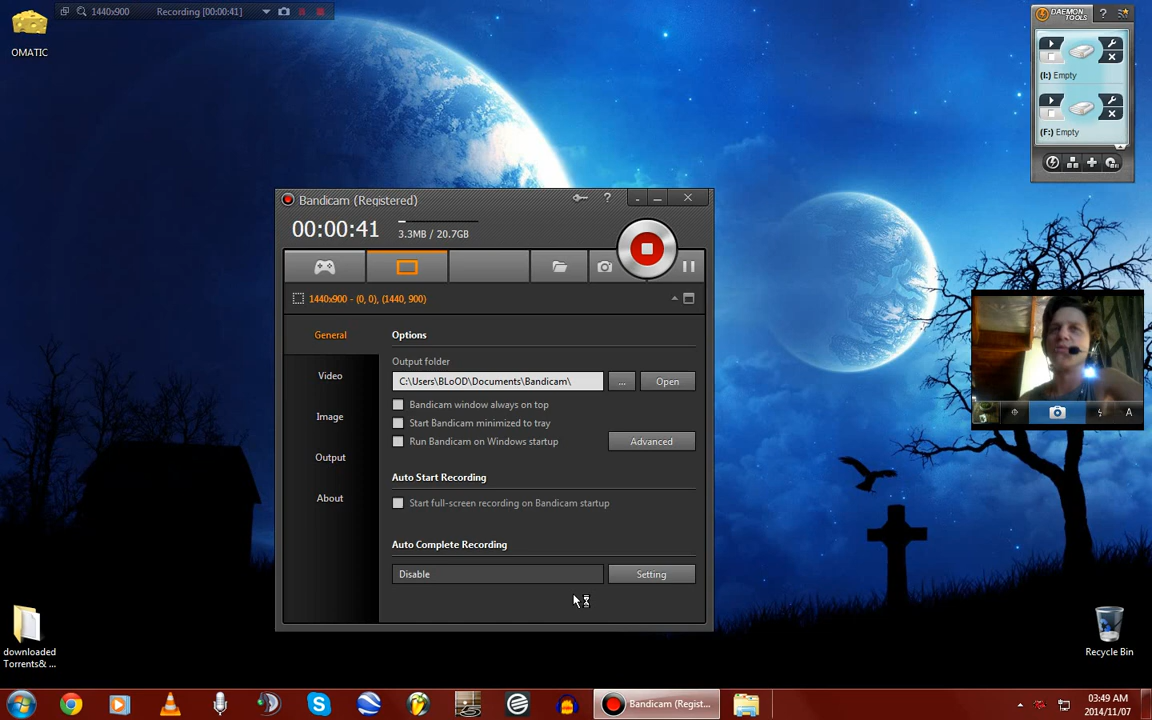 1440x900 Recording [00:00:41]
OMATIC
DAEMON
TOOLS
?
(I:) Empty
(F:) Empty
Bandicam (Registered)
?
00:00:41
3.3MB / 20.7GB
1440x900 - (0, 0), (1440, 900)
General
Video
Image
Output
About
Options
Output folder
C:\Users\BLoOD\Documents\Bandicam\
...
Open
Bandicam window always on top
Start Bandicam minimized to tray
Run Bandicam on Windows startup
Advanced
Auto Start Recording
Start full-screen recording on Bandicam startup
Auto Complete Recording
Disable
Setting
A
downloaded
Torrents& ...
Recycle Bin
Bandicam (Regist...
03:49 AM
2014/11/07